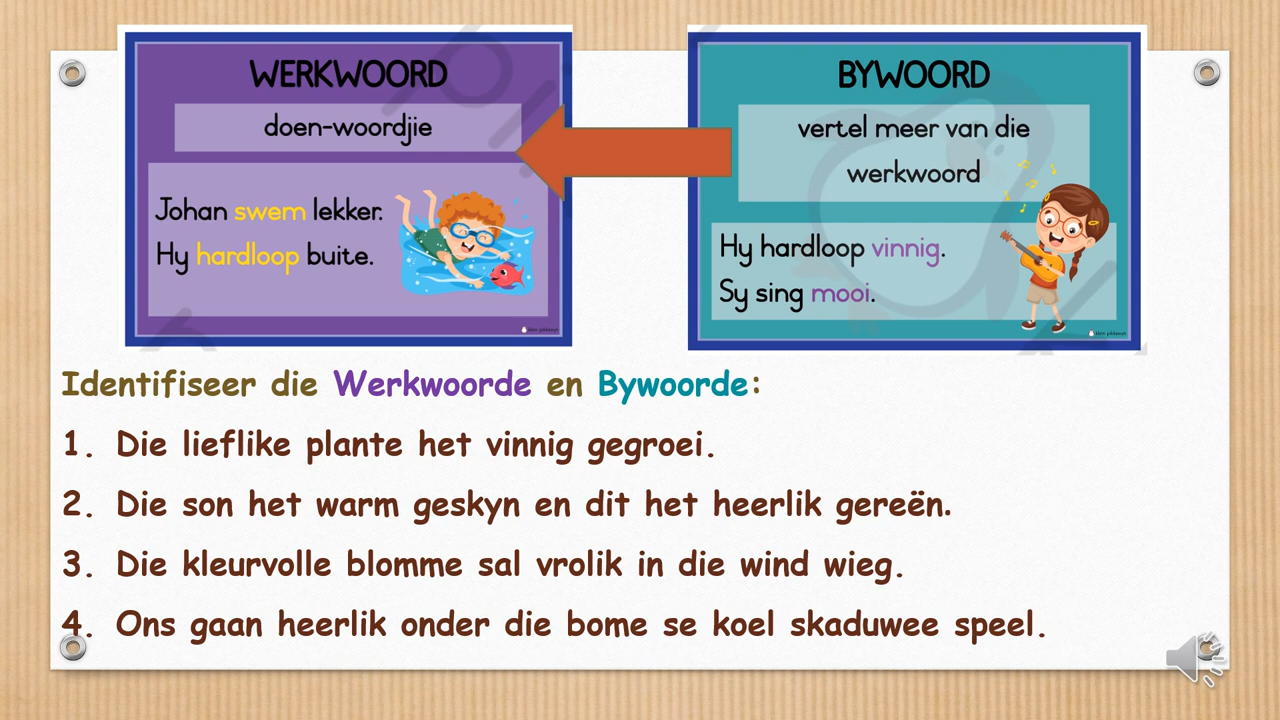 WERKWOORD
doen-woordjie
Johan swem lekker.
Hy hardloop buite.
BYWOORD
vertel meer van die
werkwoord
Hy hardloop vinnig.
Sy sing mooi.
Identifiseer die Werkwoorde en Bywoorde:
1. Die lieflike plante het vinnig gegroei.
2. Die son het warm geskyn en dit het heerlik gereën.
3. Die kleurvolle blomme sal vrolik in die wind wieg.
4. Ons gaan heerlik onder die bome se koel skaduwee speel.